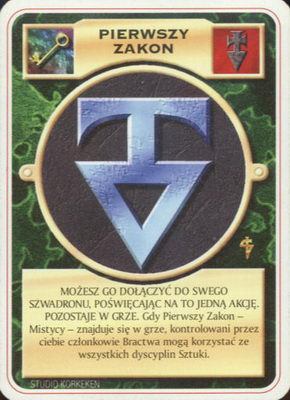 PIERWSZY
ZAKON
MOŻESZ GO DOŁĄCZYĆ DO SWEGO
SZWADRONU, POŚWIĘCAJĄC NA TO JEDNĄ AKCJĘ.
POZOSTAJE W GRZE. Gdy Pierwszy Zakon –
Mistycy – znajduje się w grze, kontrolowani przez
ciebie członkowie Bractwa mogą korzystać ze
wszystkich dyscyplin Sztuki.
STUDIO KORKEKEN